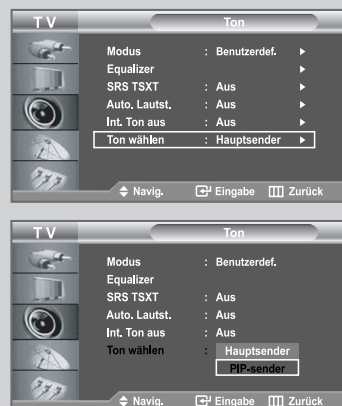 TV Ton
Modus : Benutzerdef.
Equalizer
SRS TSXT : Aus
Auto. Lautst. : Aus
Int. Ton aus : Aus
Ton wählen : Hauptsender
Navig. Eingabe Zurück
TV Ton
Modus : Benutzerdef.
Equalizer
SRS TSXT : Aus
Auto. Lautst. : Aus
Int. Ton aus : Aus
Ton wählen : Hauptsender
PIP-sender
Navig. Eingabe Zurück